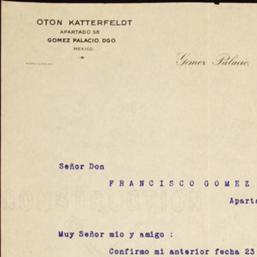 OTON KATTERFELDT
APARTADO 58
GOMEZ PALACIO, DGO.
MEXICO.
Gomez Palacio,
Señor Don
FRANCISCO GOMEZ
Aparta
Muy Señor mio y amigo :
Confirmo mi anterior fecha 23